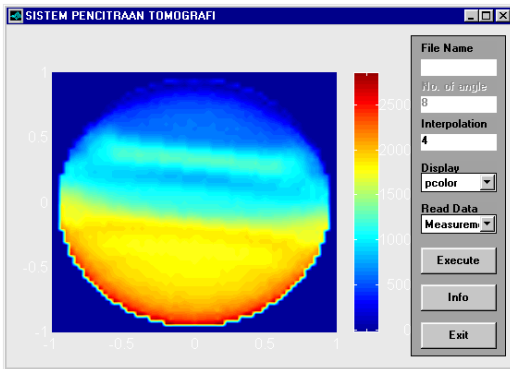 SISTEM PENCITRAAN TOMOGRAFI
File Name
No. of angle
8
Interpolation
4
Display
pcolor
Read Data
Measurem
Execute
Info
Exit
1
0.5
0
-0.5
-1
-1 -0.5 0 0.5 1
2500
2000
1500
1000
500
0